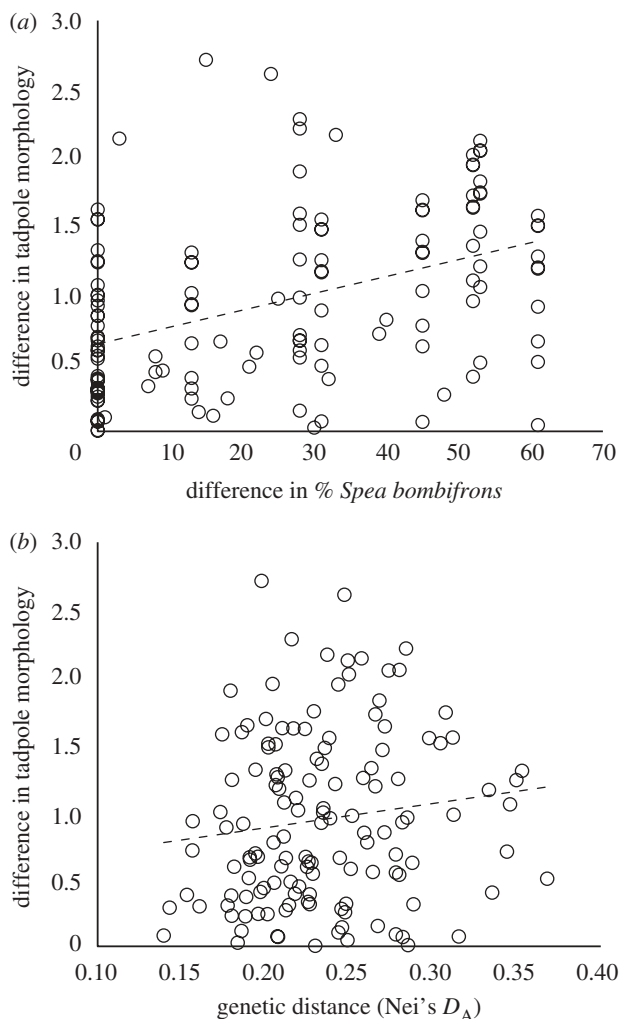 (a)
3.0
2.5
2.0
1.5
1.0
0.5
0 10 20 30 40 50 60 70
difference in tadpole morphology
difference in % Spea bombifrons
(b)
3.0
2.5
2.0
1.5
1.0
0.5
0
0.10 0.20 0.25 0.30 0.35 0.40
difference in tadpole morphology
genetic distance (Nei's D_A)